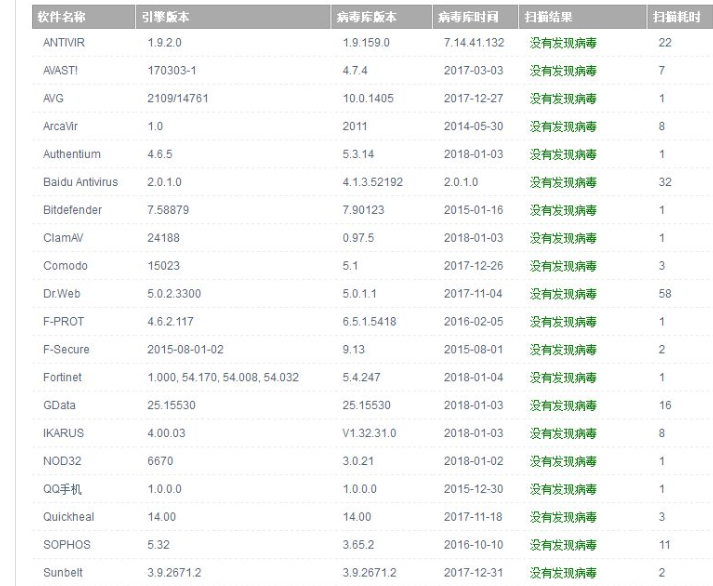 软件名称 引擎版本 病毒库版本 病毒库时间 扫描结果 扫描耗时
ANTIVIR 1.9.2.0 1.9.159.0 7.14.41.132 没有发现病毒 22
AVAST! 170303-1 4.7.4 2017-03-03 没有发现病毒 7
AVG 2109/14761 10.0.1405 2017-12-27 没有发现病毒 1
ArcaVir 1.0 2011 2014-05-30 没有发现病毒 8
Authentium 4.6.5 5.3.14 2018-01-03 没有发现病毒 1
Baidu Antivirus 2.0.1.0 4.1.3.52192 2.0.1.0 没有发现病毒 32
Bitdefender 7.58879 7.90123 2015-01-16 没有发现病毒 1
ClamAV 24188 0.97.5 2018-01-03 没有发现病毒 1
Comodo 15023 5.1 2017-12-26 没有发现病毒 3
Dr.Web 5.0.2.3300 5.0.1.1 2017-11-04 没有发现病毒 58
F-PROT 4.6.2.117 6.5.1.5418 2016-02-05 没有发现病毒 1
F-Secure 2015-08-01-02 9.13 2015-08-01 没有发现病毒 2
Fortinet 1.000, 54.170, 54.008, 54.032 5.4.247 2018-01-04 没有发现病毒 1
GData 25.15530 25.15530 2018-01-03 没有发现病毒 16
IKARUS 4.00.03 V1.32.31.0 2018-01-03 没有发现病毒 8
NOD32 6670 3.0.21 2018-01-02 没有发现病毒 1
QQ手机 1.0.0.0 1.0.0.0 2015-12-30 没有发现病毒 1
Quickheal 14.00 14.00 2017-11-18 没有发现病毒 3
SOPHOS 5.32 3.65.2 2016-10-10 没有发现病毒 11
Sunbelt 3.9.2671.2 3.9.2671.2 2017-12-31 没有发现病毒 2